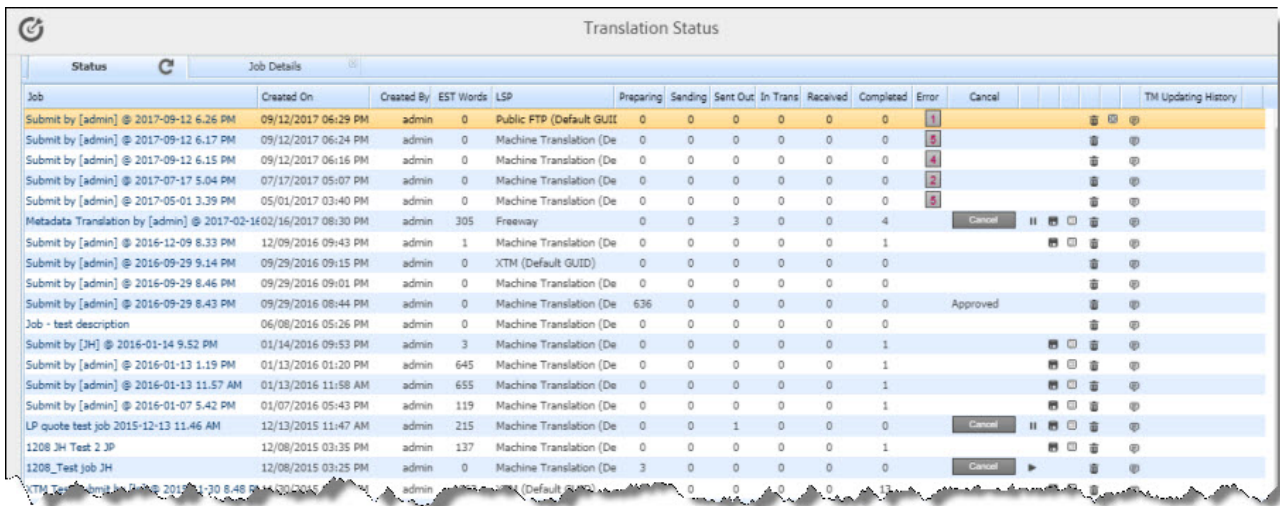 Translation Status
Status Job Details
Job Created On Created By EST Words LSP Preparing Sending Sent Out In Trans Received Completed Error Cancel TM Updating History
Submit by [admin] @ 2017-09-12 6.26 PM 09/12/2017 06:29 PM admin 0 Public FTP (Default GUII 0 0 0 0 0 0 1
Submit by [admin] @ 2017-09-12 6.17 PM 09/12/2017 06:24 PM admin 0 Machine Translation (De 0 0 0 0 0 0 5
Submit by [admin] @ 2017-09-12 6.15 PM 09/12/2017 06:16 PM admin 0 Machine Translation (De 0 0 0 0 0 0 4
Submit by [admin] @ 2017-07-17 5.04 PM 07/17/2017 05:07 PM admin 0 Machine Translation (De 0 0 0 0 0 0 2
Submit by [admin] @ 2017-05-01 3.39 PM 05/01/2017 03:40 PM admin 0 Machine Translation (De 0 0 0 0 0 0 5
Metadata Translation by [admin] @ 2017-02-16 02/16/2017 08:30 PM admin 305 Freeway 0 0 3 0 0 4 Cancel
Submit by [admin] @ 2016-12-09 8.33 PM 12/09/2016 09:43 PM admin 1 Machine Translation (De 0 0 0 0 0 1
Submit by [admin] @ 2016-09-29 9.14 PM 09/29/2016 09:15 PM admin 0 XTM (Default GUID) 0 0 0 0 0 0
Submit by [admin] @ 2016-09-29 8.46 PM 09/29/2016 09:01 PM admin 0 Machine Translation (De 0 0 0 0 0 0
Submit by [admin] @ 2016-09-29 8.43 PM 09/29/2016 08:44 PM admin 0 Machine Translation (De 636 0 0 0 0 0 Approved
Job - test description 06/08/2016 05:26 PM admin 0 Machine Translation (De 0 0 0 0 0 0
Submit by [JH] @ 2016-01-14 9.52 PM 01/14/2016 09:53 PM admin 3 Machine Translation (De 0 0 0 0 0 1
Submit by [admin] @ 2016-01-13 1.19 PM 01/13/2016 01:20 PM admin 645 Machine Translation (De 0 0 0 0 0 1
Submit by [admin] @ 2016-01-13 11.57 AM 01/13/2016 11:58 AM admin 655 Machine Translation (De 0 0 0 0 0 1
Submit by [admin] @ 2016-01-07 5.42 PM 01/07/2016 05:43 PM admin 119 Machine Translation (De 0 0 0 0 0 1
LP quote test job 2015-12-13 11.46 AM 12/13/2015 11:47 AM admin 215 Machine Translation (De 0 0 1 0 0 0 Cancel
1208 JH Test 2 JP 12/08/2015 03:35 PM admin 137 Machine Translation (De 0 0 0 0 0 1
1208_Test job JH 12/08/2015 03:25 PM admin 0 Machine Translation (De 3 0 0 0 0 0 Cancel
XTM 8.48 admin (Default 0 0 0 0 13